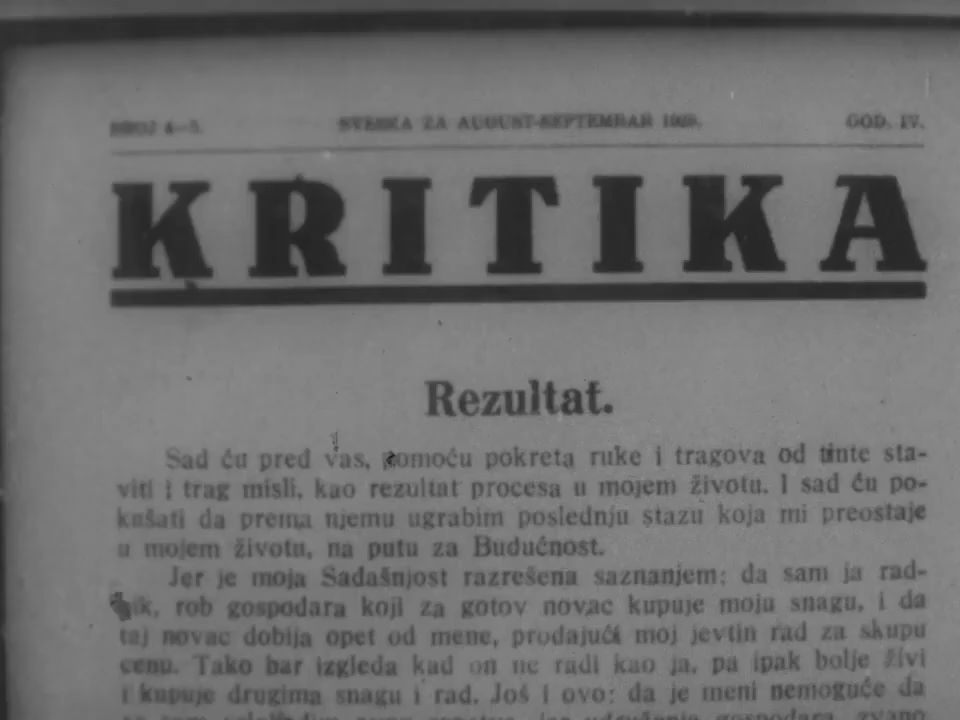 BROJ 4—5. SVESKA ZA AUGUST-SEPTEMBAR GOD. IV.
KRITIKA
Rezultat.
Sad ću pred vas, pomoću pokreta ruke i tragova od tinte sta-
viti i trag misli, kao rezultat procesa u mojem životu. I sad ću po-
kušati da prema njemu ugrabim poslednju stazu koja mi preostaje
u mojem životu, na putu za Budućnost.
Jer je moja Sadašnjost razrešena saznanjem: da sam ja rad-
nik, rob gospodara koji za gotov novac kupuje moju snagu, i da
taj novac dobija opet od mene, prodajući moj jevtin rad za skupu
cenu. Tako bar izgleda kad on ne radi kao ja, pa ipak bolje živi
i kupuje drugima snagu i rad. Još i ovo: da je meni nemoguće da